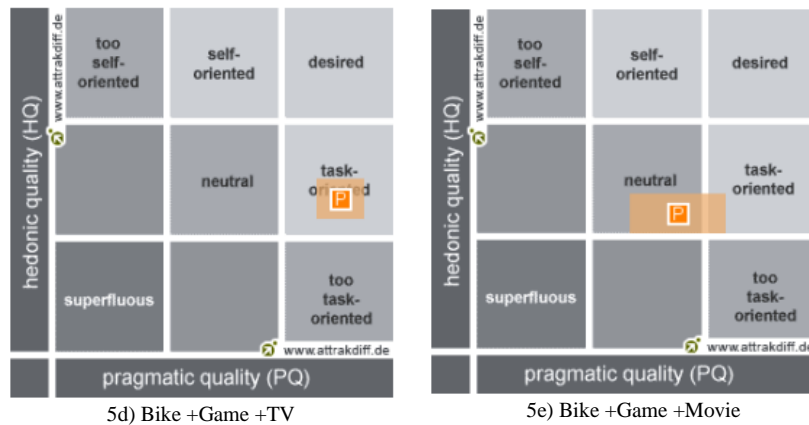 hedonic quality (HQ)
www.attrakdiff.de
too
self-
oriented
self-
oriented
desired
neutral
task-
oriented
P
superfluous
too
task-
oriented
www.attrakdiff.de
pragmatic quality (PQ)
5d) Bike +Game +TV
hedonic quality (HQ)
www.attrakdiff.de
too
self-
oriented
self-
oriented
desired
neutral
task-
oriented
P
superfluous
too
task-
oriented
www.attrakdiff.de
pragmatic quality (PQ)
5e) Bike +Game +Movie